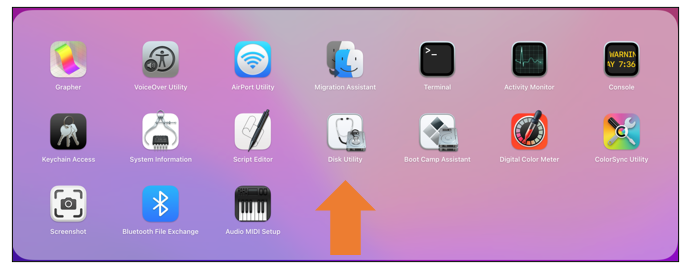 Grapher
VoiceOver Utility
AirPort Utility
Migration Assistant
>_
Terminal
Activity Monitor
WARNIN
AY 7:36
Console
Keychain Access
System Information
Script Editor
Disk Utility
Boot Camp Assistant
Digital Color Meter
ColorSync Utility
Screenshot
Bluetooth File Exchange
Audio MIDI Setup